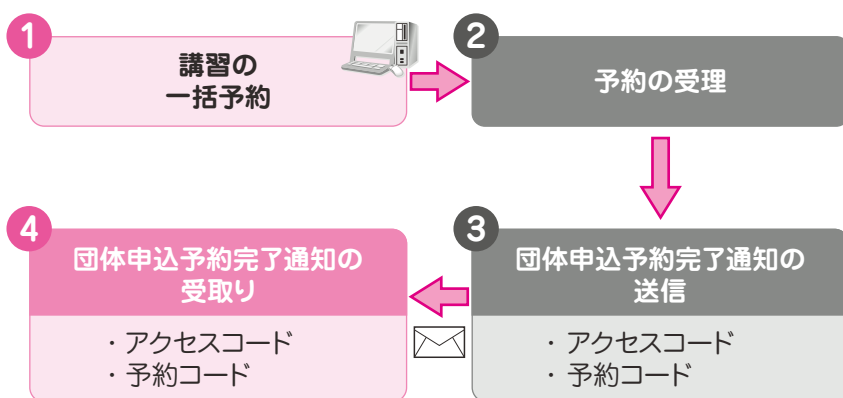 1
講習の
一括予約
2
予約の受理
3
団体申込予約完了通知の
送信
・アクセスコード
・予約コード
4
団体申込予約完了通知の
受取り
・アクセスコード
・予約コード